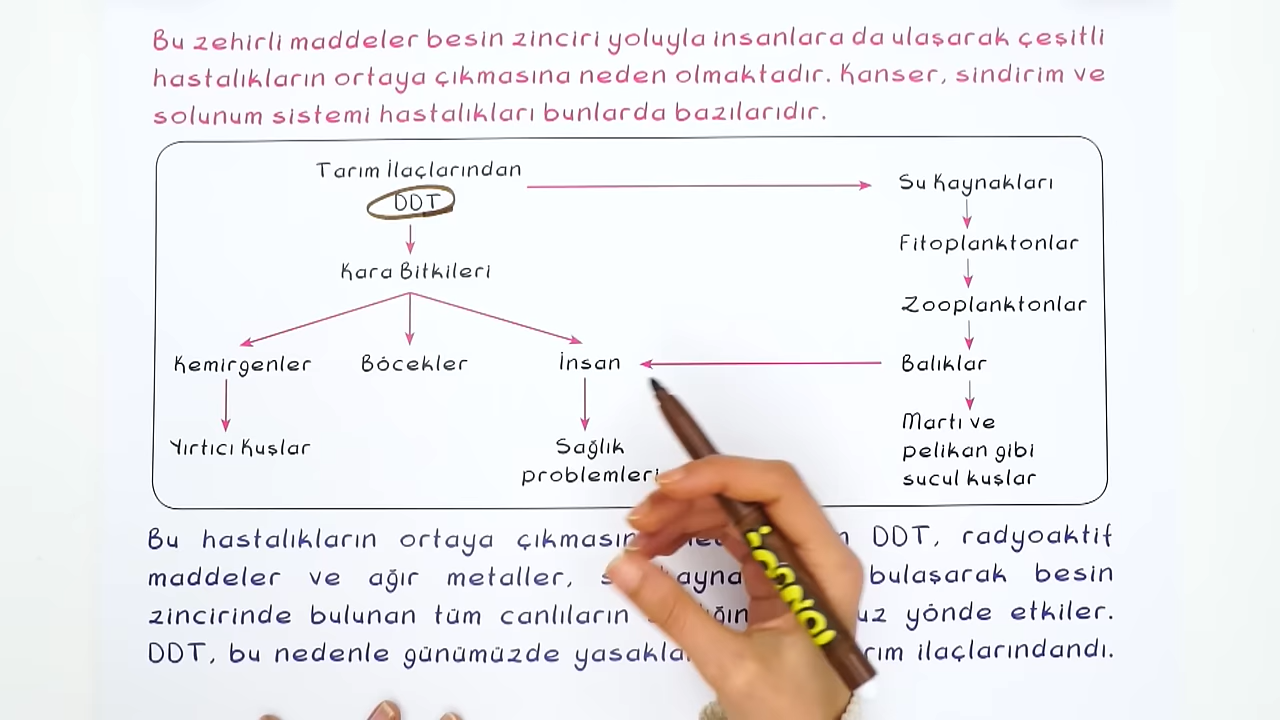 Bu zehirli maddeler besin zinciri yoluyla insanlara da ulaşarak çeşitli
hastalıkların ortaya çıkmasına neden olmaktadır. Kanser, sindirim ve
solunum sistemi hastalıkları bunlarda bazılarıdır.
Tarım İlaçlarından
DDT
Su Kaynakları
Fitoplanktonlar
Kara Bitkileri
Zooplanktonlar
Kemirgenler
Böcekler
İnsan
Balıklar
Yırtıcı Kuşlar
Sağlık
problemleri
Martı ve
pelikan gibi
sucul kuşlar
Bu hastalıkların ortaya DDT, radyoaktif
maddeler ve ağır metaller, bulaşarak besin
zincirinde bulunan tüm canlıların yönde etkiler.
DDT, bu nedenle günümüzde ilaçlarındandı.